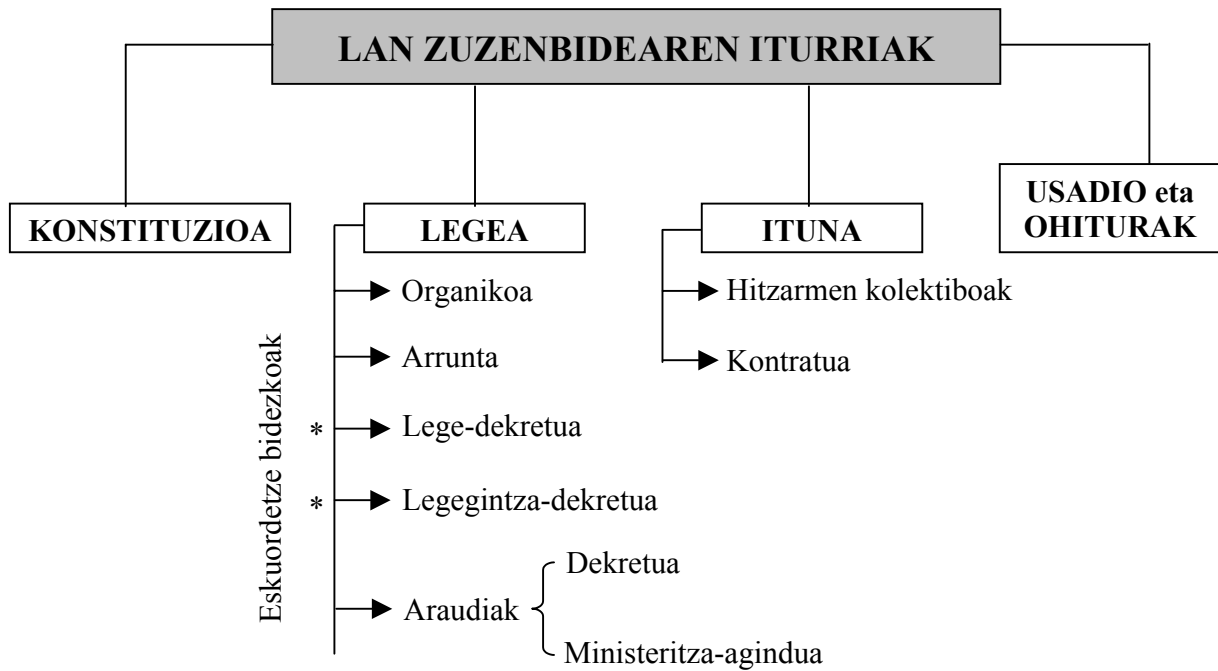 LAN ZUZENBIDEAREN ITURRIAK
KONSTITUZIOA
LEGEA
Organikoa
Arrunta
* Lege-dekretua
* Legegintza-dekretua
Araudiak
Dekretua
Ministeritza-agindua
Eskuordetze bidezkoak
ITUNA
Hitzarmen kolektiboak
Kontratua
USADIO eta
OHITURAK